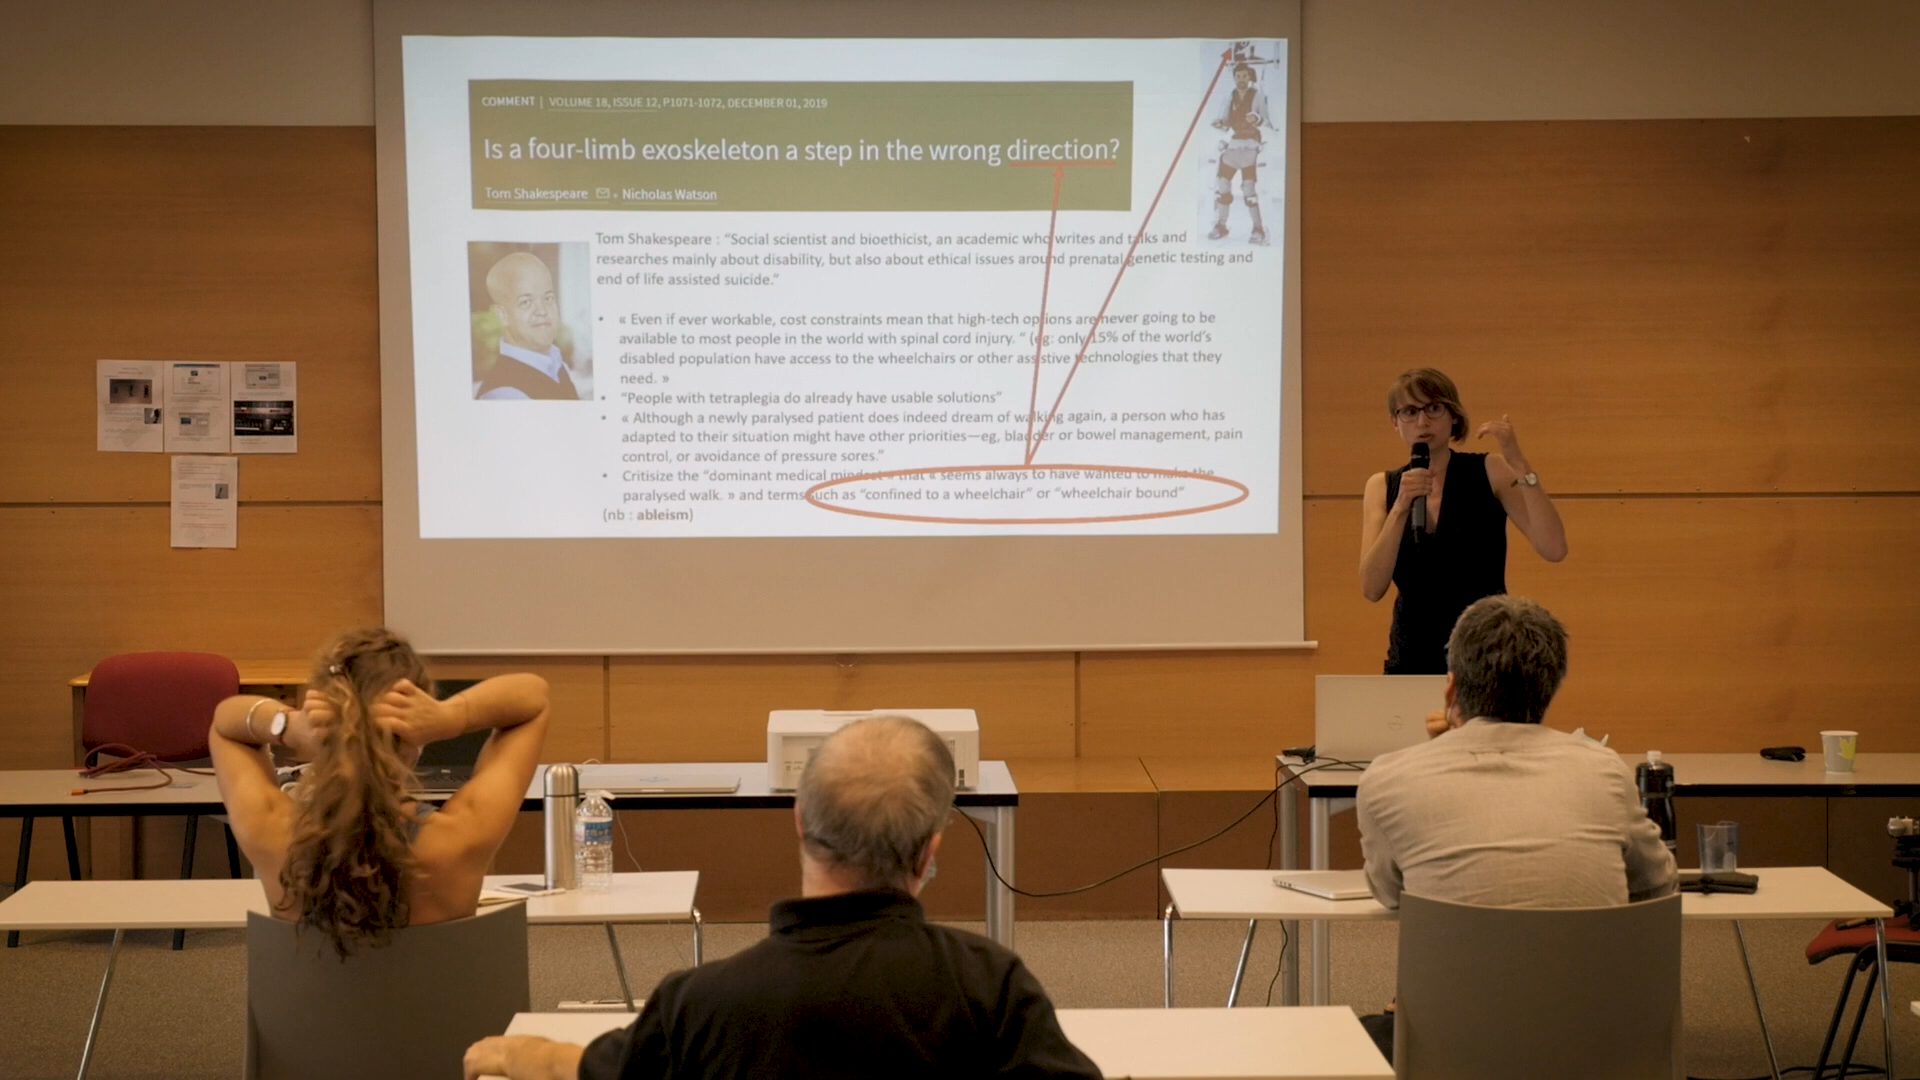 COMMENT | VOLUME 18, ISSUE 12, P1071-1072, DECEMBER 01, 2019
Is a four-limb exoskeleton a step in the wrong direction?
Tom Shakespeare • Nicholas Watson
Tom Shakespeare : “Social scientist and bioethicist, an academic who writes and talks and
researches mainly about disability, but also about ethical issues around prenatal genetic testing and
end of life assisted suicide.”
• « Even if ever workable, cost constraints mean that high-tech options are never going to be
available to most people in the world with spinal cord injury. “ (eg: only 15% of the world’s
disabled population have access to the wheelchairs or other assistive technologies that they
need. »
• “People with tetraplegia do already have usable solutions”
• « Although a newly paralysed patient does indeed dream of walking again, a person who has
adapted to their situation might have other priorities—eg, bladder or bowel management, pain
control, or avoidance of pressure sores.”
• Critisize the “dominant medical mindset » that « seems always to have wanted to make the
paralysed walk. » and terms such as “confined to a wheelchair” or “wheelchair bound”
(nb : ableism)